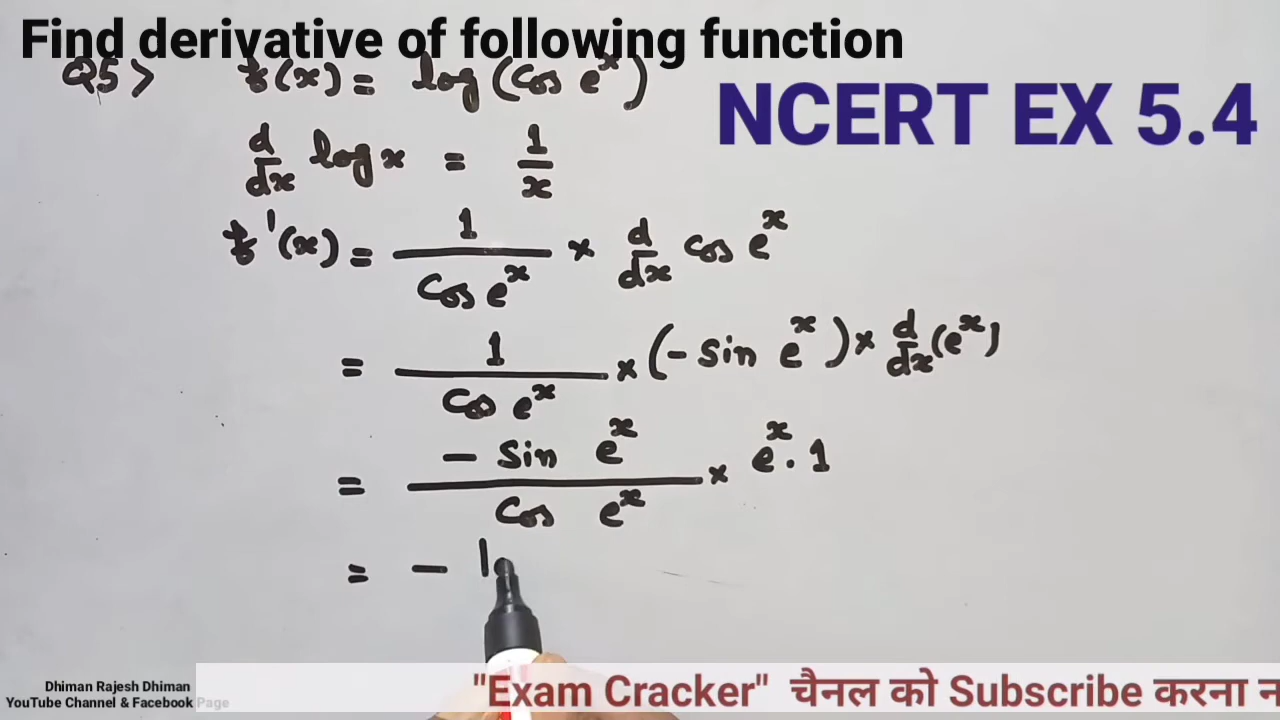 Find derivative of following function
Q5> f(x) = log(cos e^x)
NCERT EX 5.4
d/dx log x = 1/x
f'(x) = 1/cos e^x × d/dx cos e^x
= 1/cos e^x × (- sin e^x) × d/dx (e^x)
= - sin e^x/cos e^x × e^x . 1
= -
Dhiman Rajesh Dhiman
YouTube Channel & Facebook Page
"Exam Cracker" चैनल को Subscribe करना न